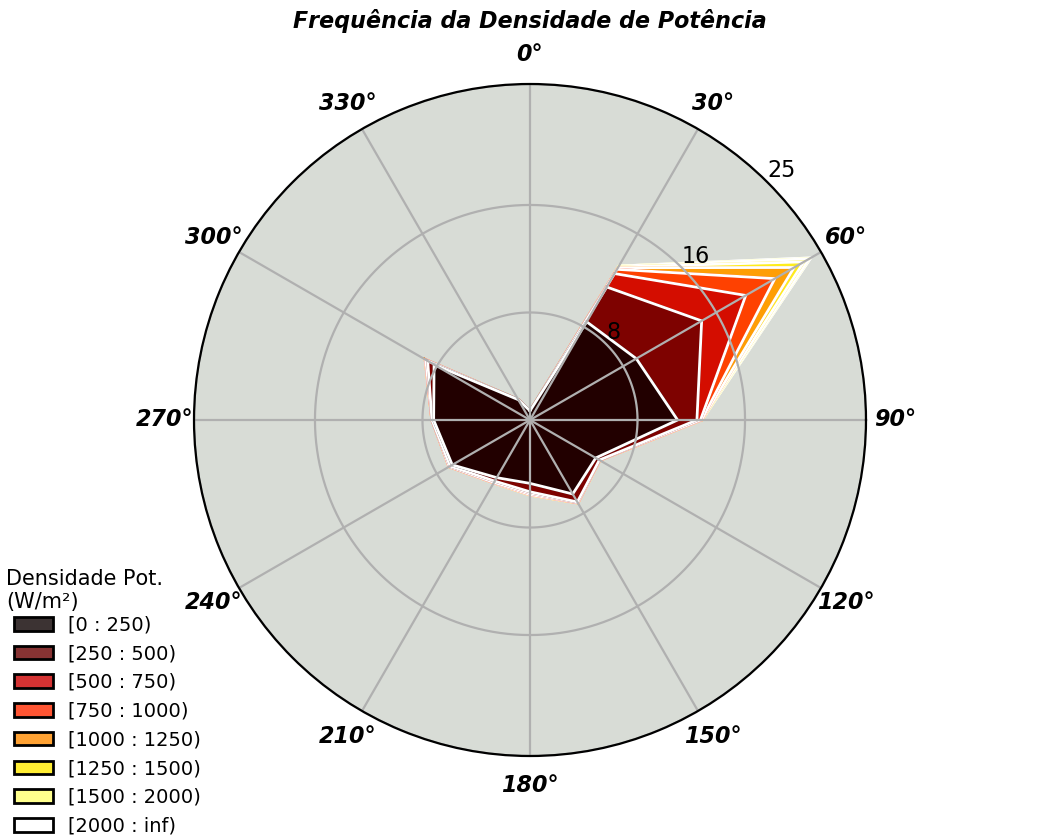 Frequência da Densidade de Potência
0°
330°
30°
25
300°
60°
16
8
270°
90°
240°
120°
210°
150°
180°
Densidade Pot.
(W/m²)
[0 : 250)
[250 : 500)
[500 : 750)
[750 : 1000)
[1000 : 1250)
[1250 : 1500)
[1500 : 2000)
[2000 : inf)